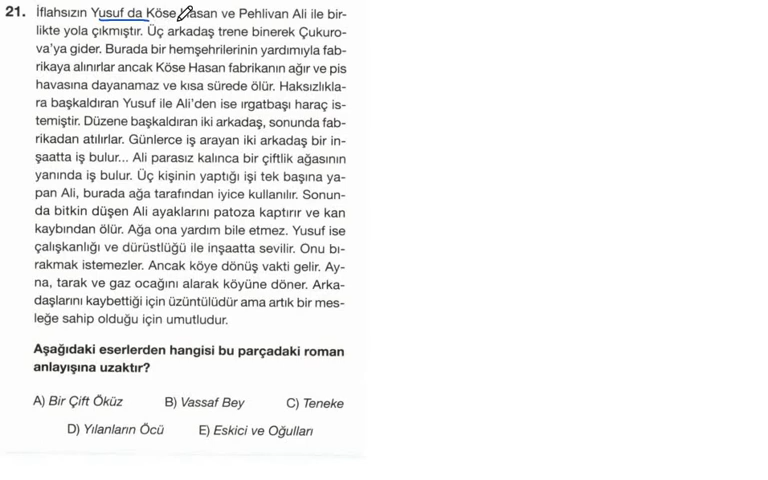 21. İflahsızın Yusuf da Köse Hasan ve Pehlivan Ali ile bir-
likte yola çıkmıştır. Üç arkadaş trene binerek Çukuro-
va'ya gider. Burada bir hemşehrilerinin yardımıyla fab-
rikaya alınırlar ancak Köse Hasan fabrikanın ağır ve pis
havasına dayanamaz ve kısa sürede ölür. Haksızlıkla-
ra başkaldıran Yusuf ile Ali'den ise ırgatbaşı haraç is-
temiştir. Düzene başkaldıran iki arkadaş, sonunda fab-
rikadan atılırlar. Günlerce iş arayan iki arkadaş bir in-
şaatta iş bulur... Ali parasız kalınca bir çiftlik ağasının
yanında iş bulur. Üç kişinin yaptığı işi tek başına ya-
pan Ali, burada ağa tarafından iyice kullanılır. Sonun-
da bitkin düşen Ali ayaklarını patoza kaptırır ve kan
kaybından ölür. Ağa ona yardım bile etmez. Yusuf ise
çalışkanlığı ve dürüstlüğü ile inşaatta sevilir. Onu bı-
rakmak istemezler. Ancak köye dönüş vakti gelir. Ay-
na, tarak ve gaz ocağını alarak köyüne döner. Arka-
daşlarını kaybettiği için üzüntülüdür ama artık bir mes-
leğe sahip olduğu için umutludur.
Aşağıdaki eserlerden hangisi bu parçadaki roman
anlayışına uzaktır?
A) Bir Çift Öküz B) Vassaf Bey C) Teneke
D) Yılanların Öcü E) Eskici ve Oğulları